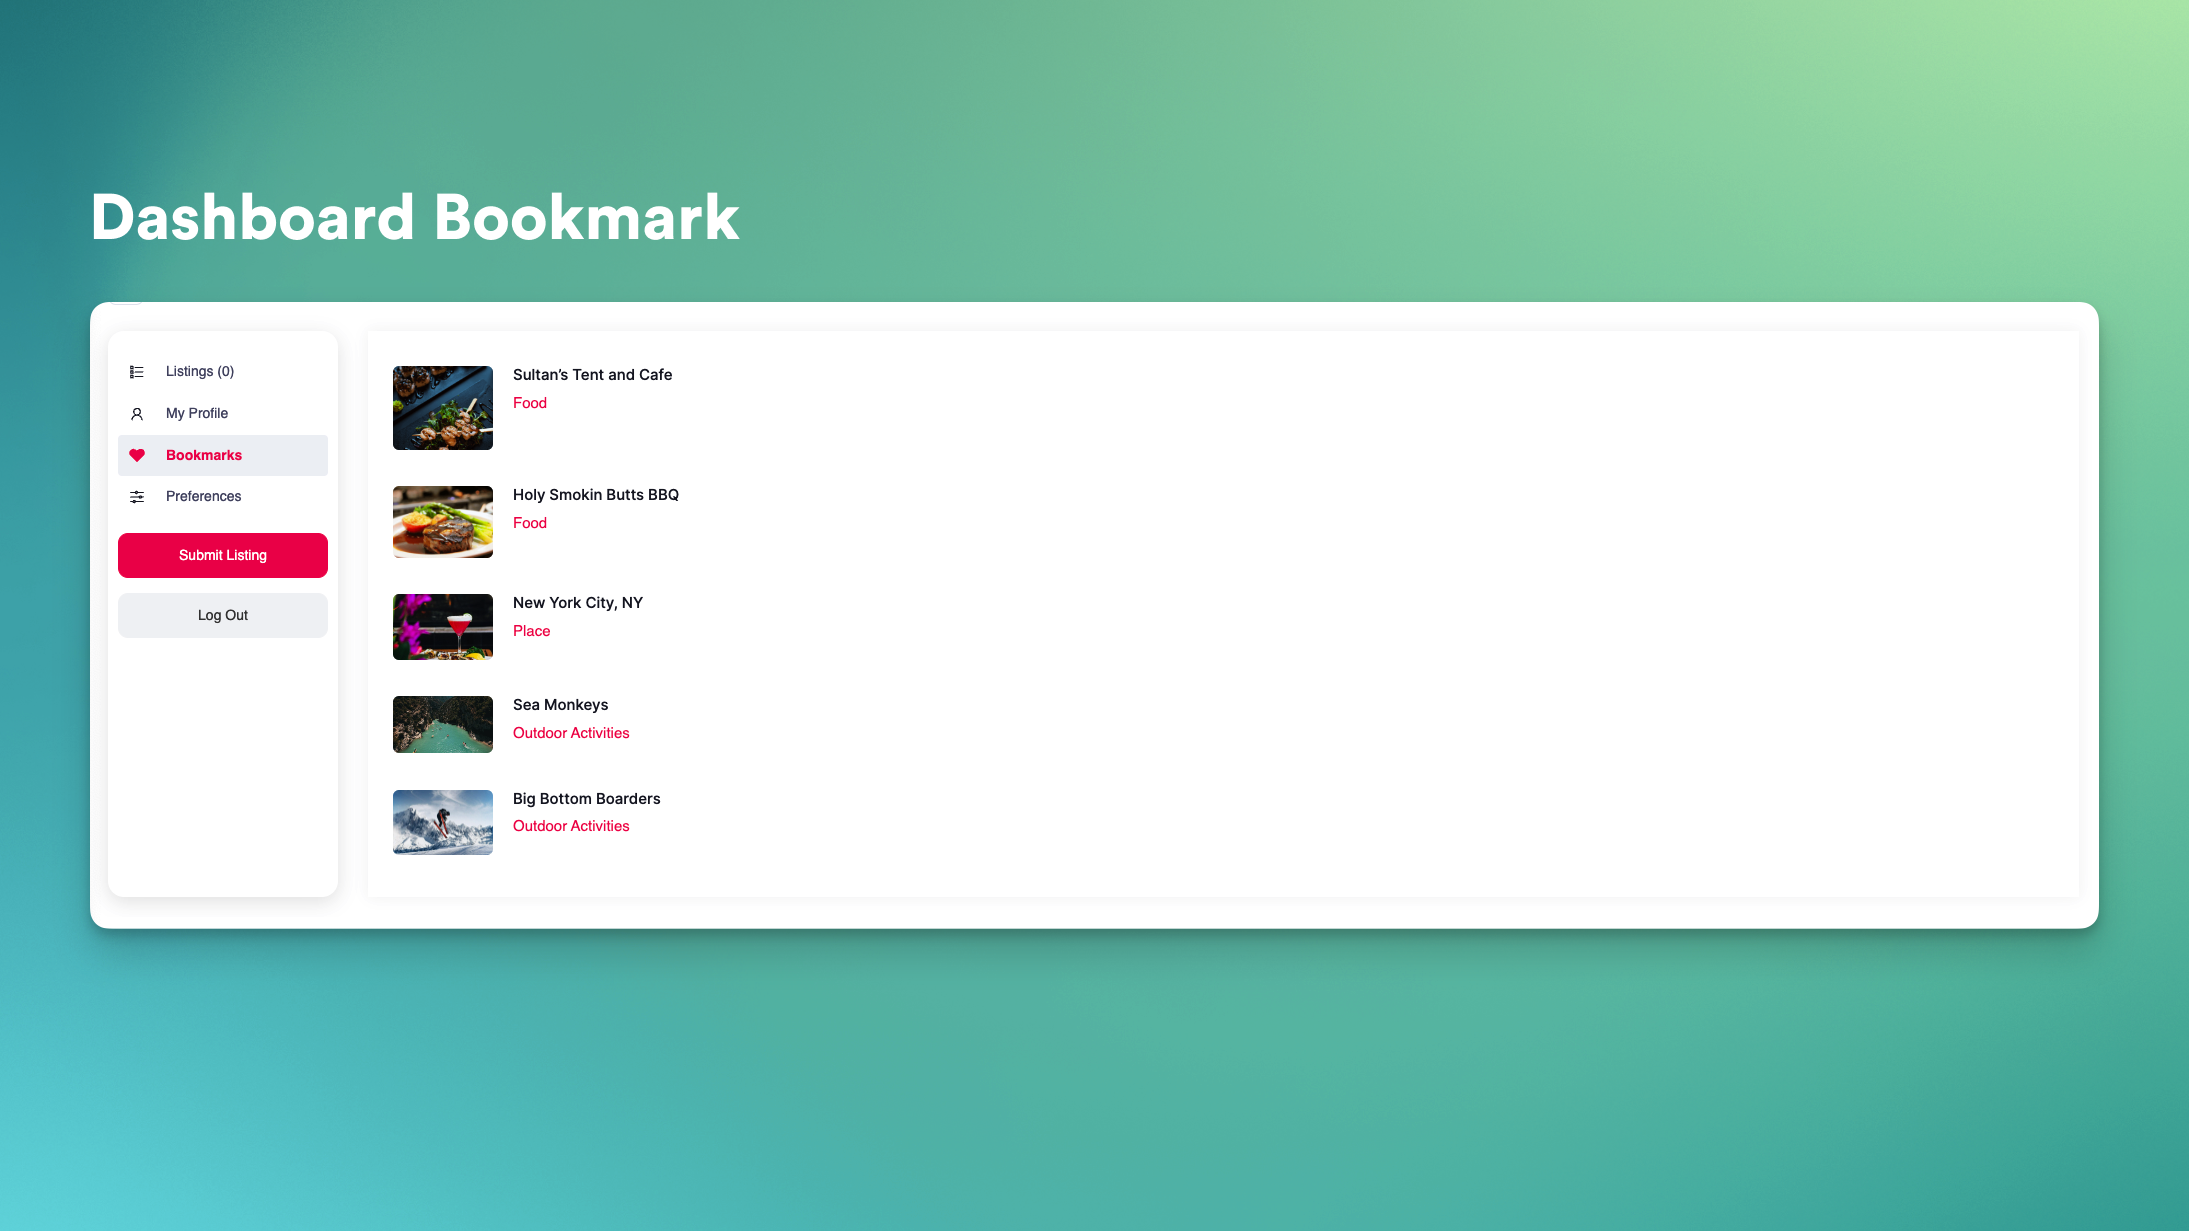 Dashboard Bookmark
Listings (0)
My Profile
Bookmarks
Preferences
Submit Listing
Log Out
Sultan’s Tent and Cafe
Food
Holy Smokin Butts BBQ
Food
New York City, NY
Place
Sea Monkeys
Outdoor Activities
Big Bottom Boarders
Outdoor Activities